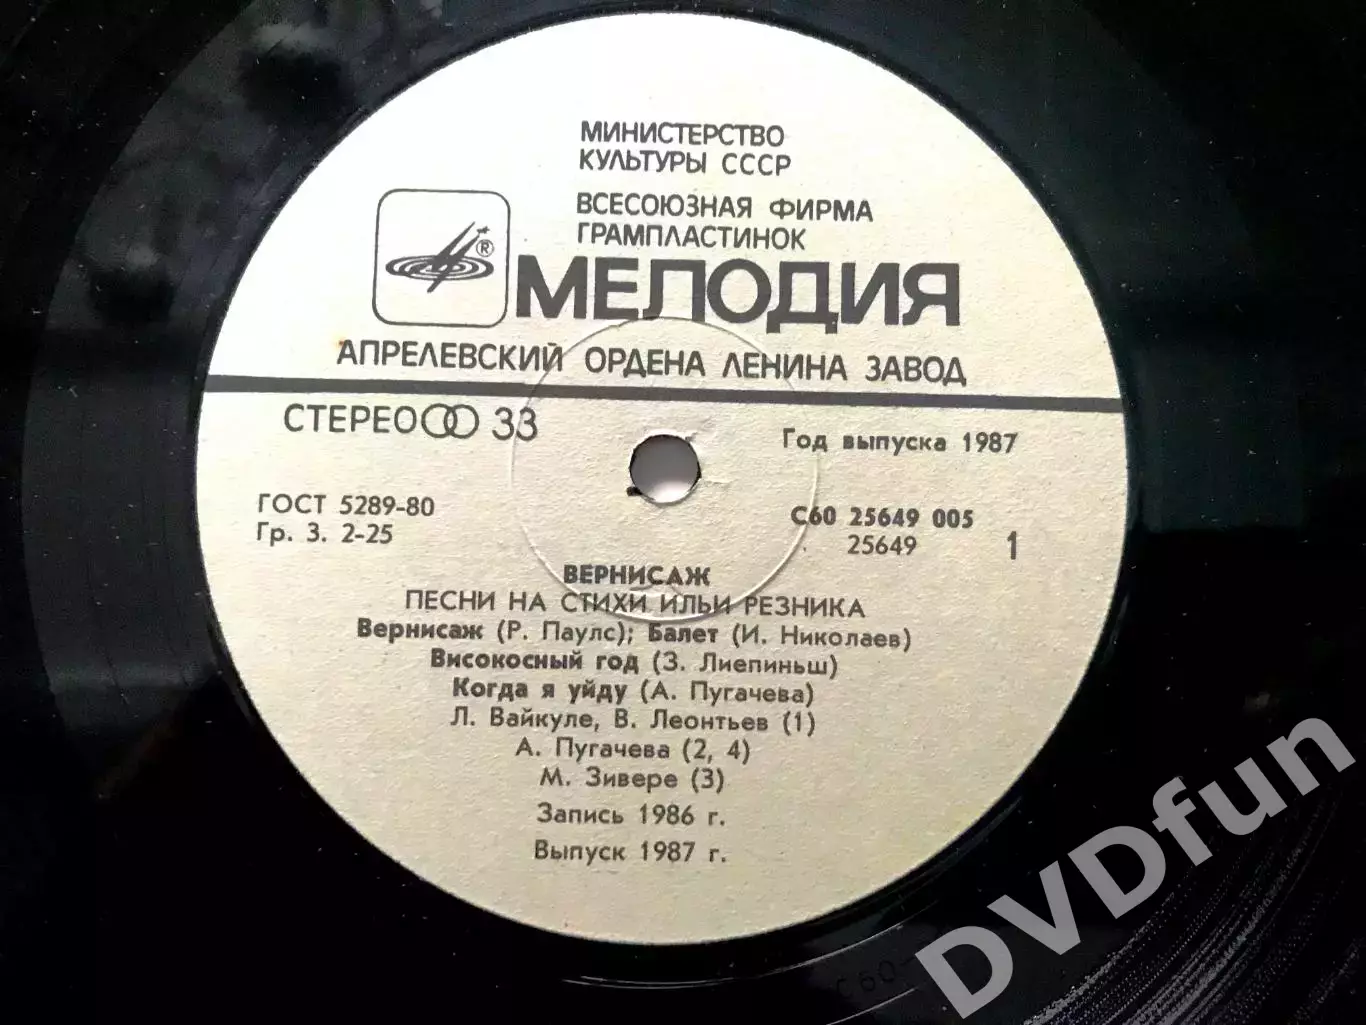 МИНИСТЕРСТВО
КУЛЬТУРЫ СССР
ВСЕСОЮЗНАЯ ФИРМА
ГРАМПЛАСТИНОК
®
МЕЛОДИЯ
АПРЕЛЕВСКИЙ ОРДЕНА ЛЕНИНА ЗАВОД
СТЕРЕО 33
Год выпуска 1987
ГОСТ 5289-80
Гр. 3. 2-25
С60 25649 005
25649
1
ВЕРНИСАЖ
ПЕСНИ НА СТИХИ ИЛЬИ РЕЗНИКА
Вернисаж (Р. Паулс); Балет (И. Николаев)
Високосный год (З. Лиепиньш)
Когда я уйду (А. Пугачева)
Л. Вайкуле, В. Леонтьев (1)
А. Пугачева (2, 4)
М. Зивере (3)
Запись 1986 г.
Выпуск 1987 г.
DVDfun